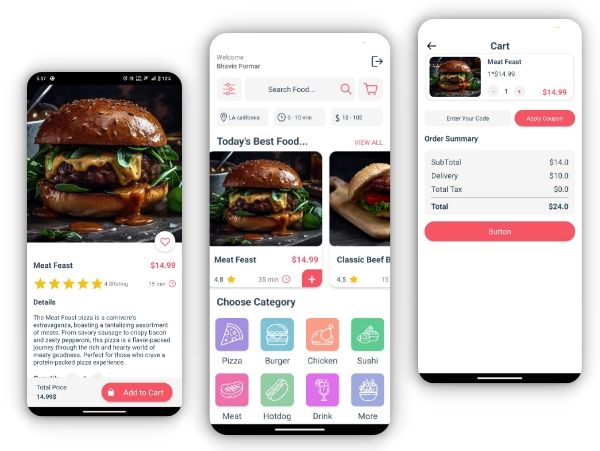 5:07
12%
Meat Feast
$14.99
4.8Rating
15 min
Details
The Meat Feast pizza is a carnivore's
extravaganza, boasting a tantalizing assortment
of meats. From savory sausage to crispy bacon
and zesty pepperoni, this pizza is a flavor-packed
journey through the rich and hearty world of
meaty goodness. Perfect for those who crave a
protein-packed pizza experience.
Total Price
14.99$
Add to Cart
Welcome
Bhavin Parmar
Search Food...
LA california
0 - 10 min
$ 10 - 10$
Today's Best Food...
VIEW ALL
Meat Feast
$14.99
4.8
35 min
+
Classic Beef B
4.5
15
Choose Category
Pizza
Burger
Chicken
Sushi
Meat
Hotdog
Drink
More
Cart
Meat Feast
1*$14.99
- 1 +
$14.99
Enter Your Code
Apply Coupon
Order Summary
SubTotal
$14.0
Delivery
$10.0
Total Tax
$0.0
Total
$24.0
Button